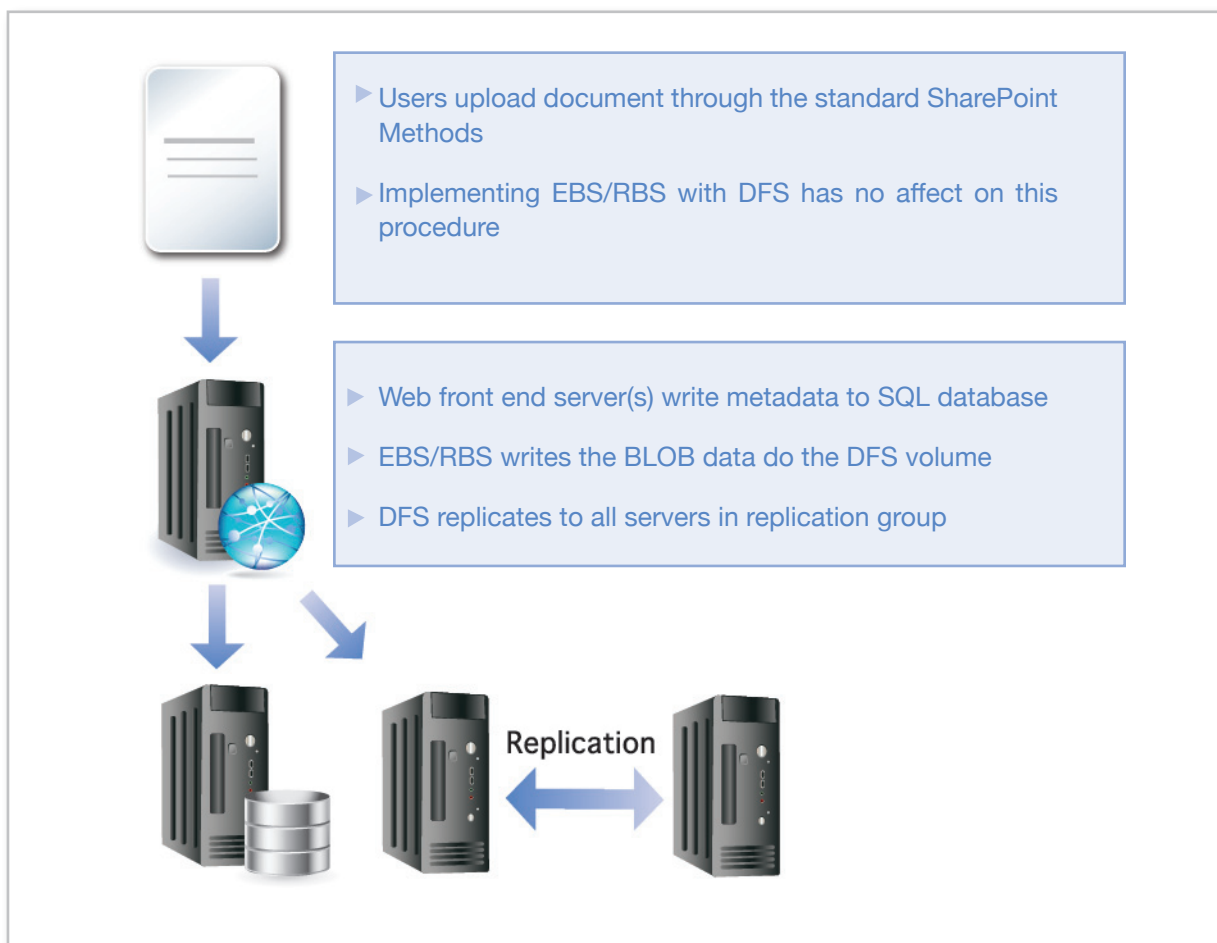 Users upload document through the standard SharePoint
Methods
Implementing EBS/RBS with DFS has no affect on this
procedure
Web front end server(s) write metadata to SQL database
EBS/RBS writes the BLOB data do the DFS volume
DFS replicates to all servers in replication group
Replication